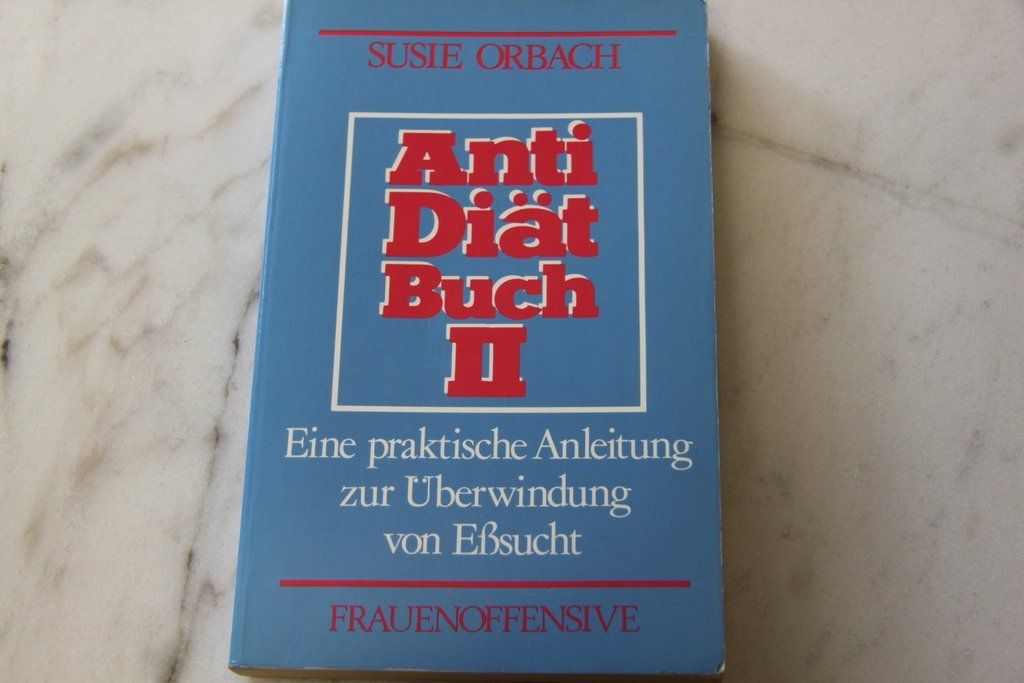 SUSIE ORBACH
Anti
Diät
Buch
II
Eine praktische Anleitung
zur Überwindung
von Eßsucht
FRAUENOFFENSIVE